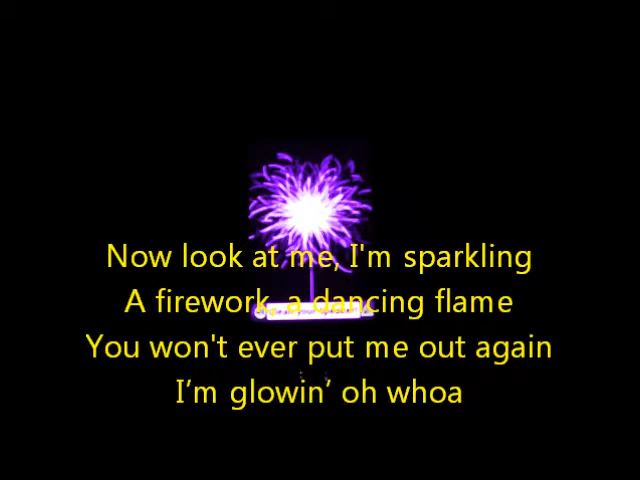 Now look at me, I'm sparkling
A firework, a dancing flame
You won't ever put me out again
I’m glowin’ oh whoa